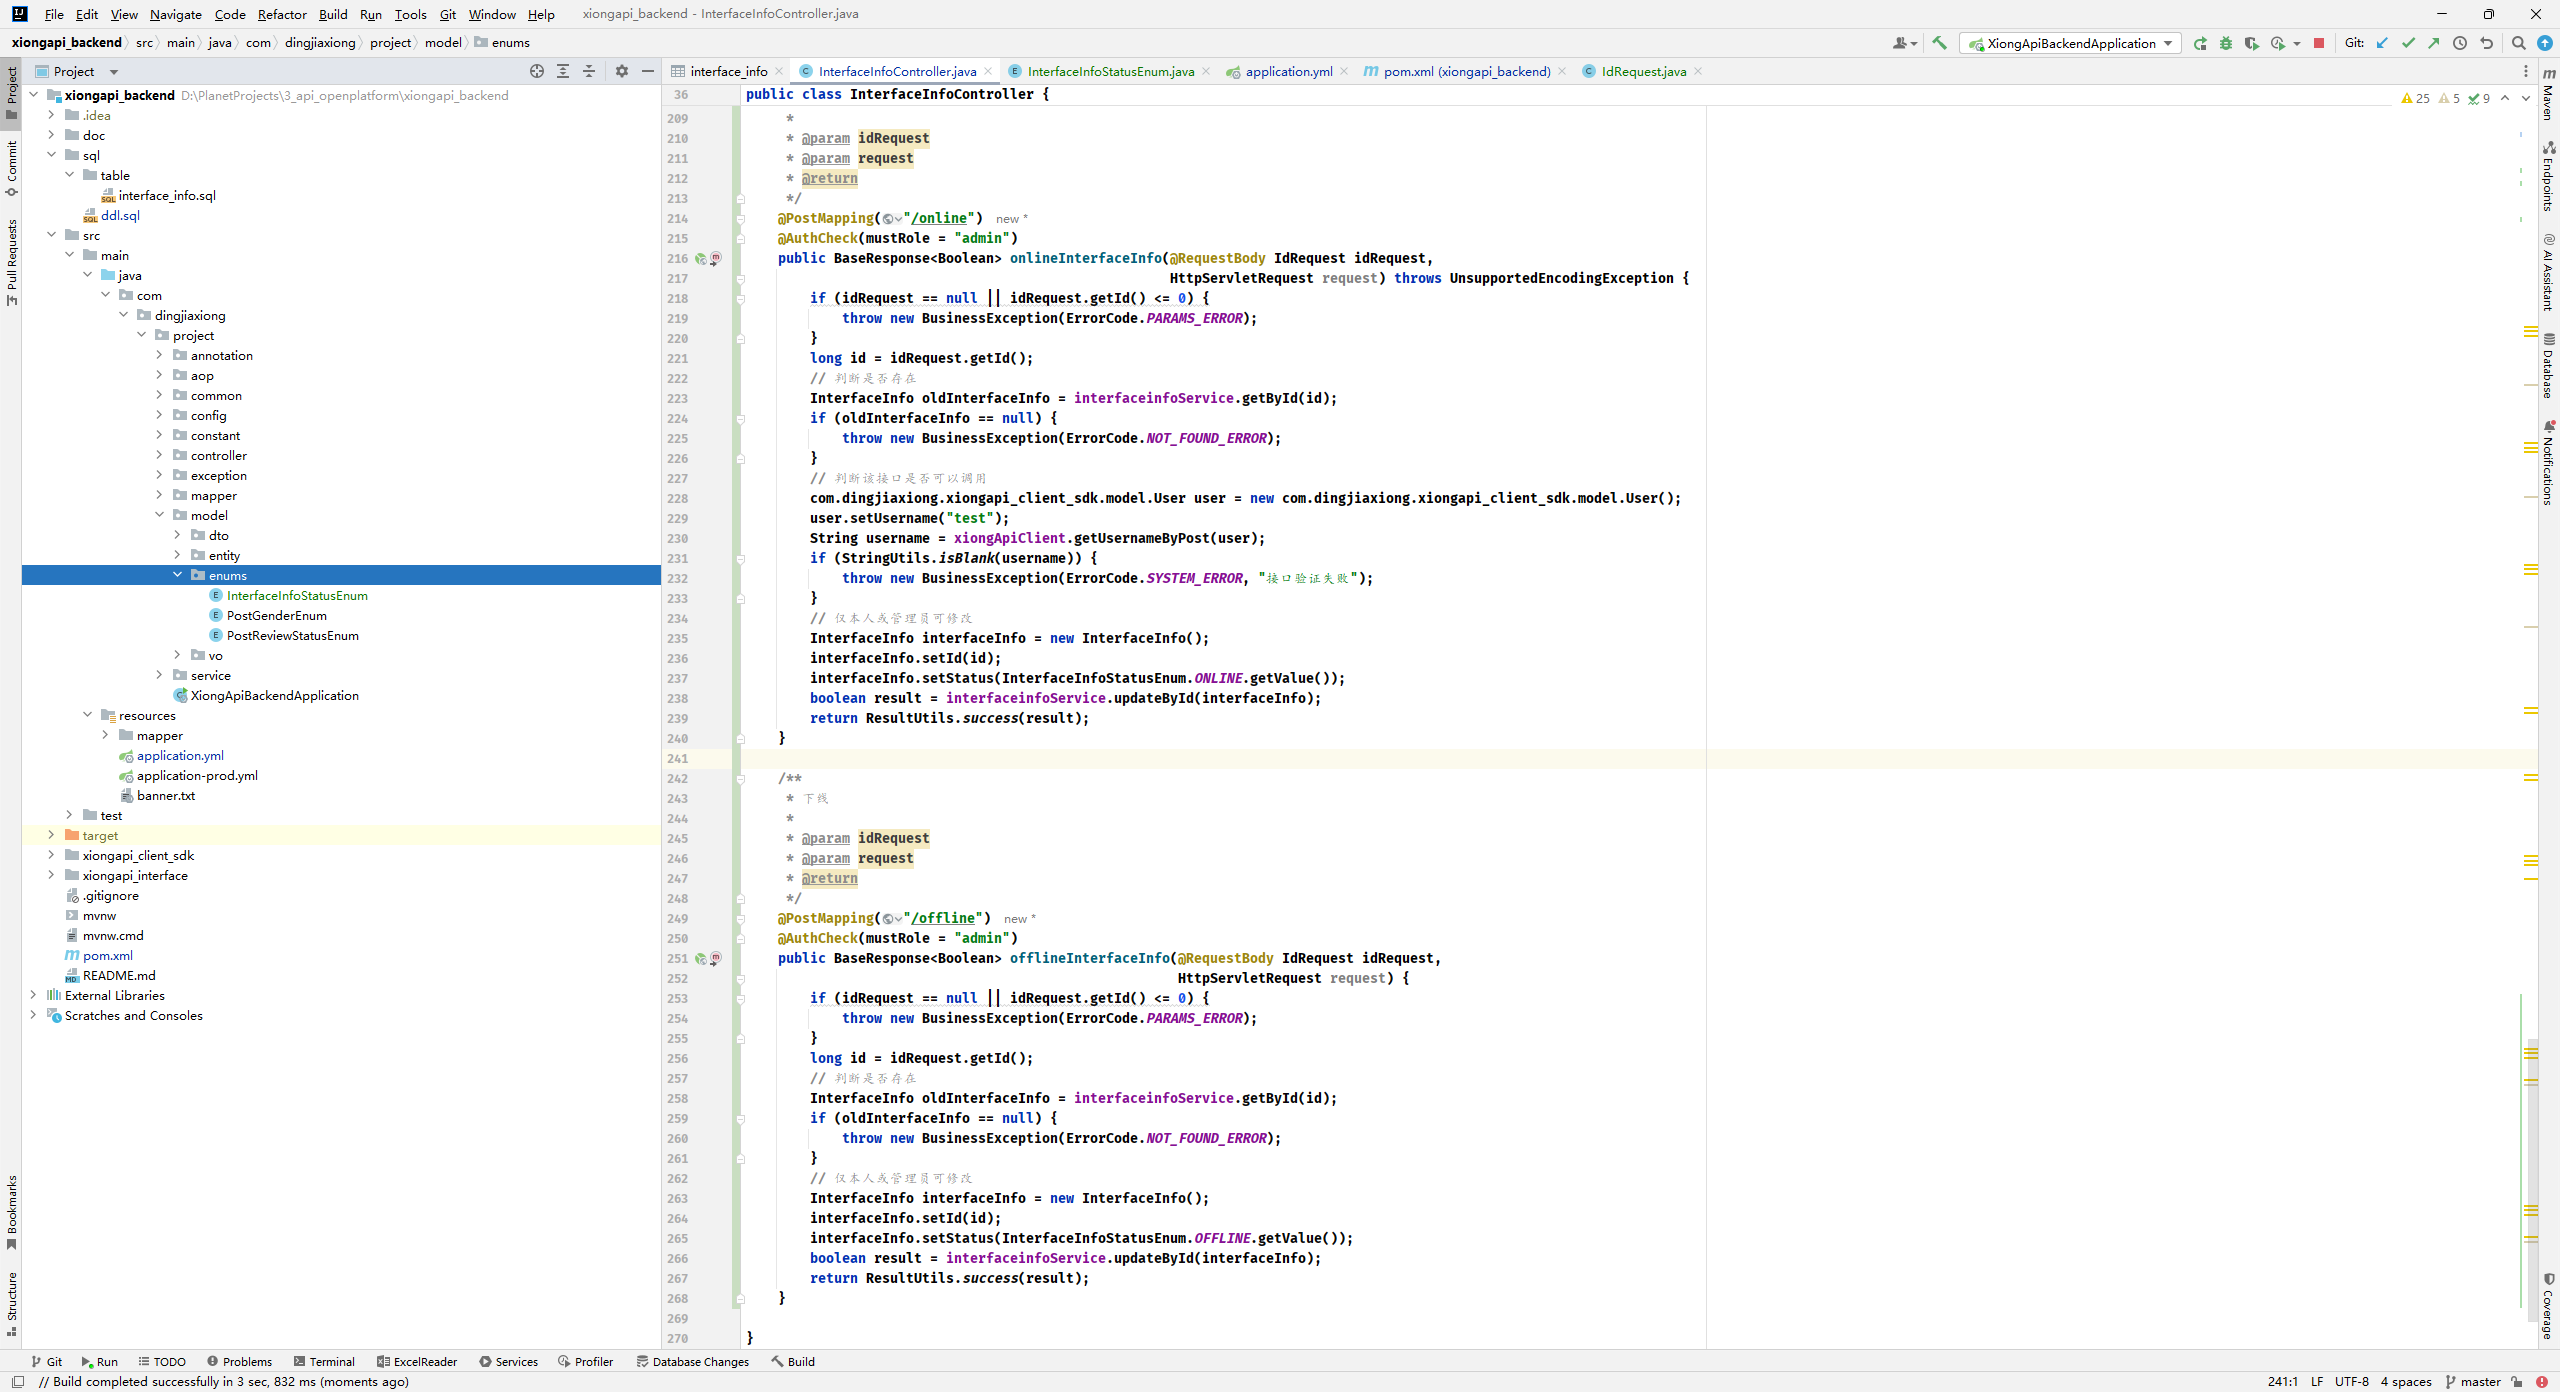 File Edit View Navigate Code Refactor Build Run Tools Git Window Help xiongapi_backend - InterfaceInfoController.java
xiongapi_backend src main java com dingjiaxiong project model enums XiongApiBackendApplication Git:
Project
interface_info InterfaceInfoController.java InterfaceInfoStatusEnum.java application.yml pom.xml (xiongapi_backend) IdRequest.java
Project
Commit
Pull Requests
Bookmarks
Structure
xiongapi_backend D:\PlanetProjects\3_api_openplatform\xiongapi_backend
.idea
doc
sql
table
interface_info.sql
ddl.sql
src
main
java
com
dingjiaxiong
project
annotation
aop
common
config
constant
controller
exception
mapper
model
dto
entity
enums
InterfaceInfoStatusEnum
PostGenderEnum
PostReviewStatusEnum
vo
service
XiongApiBackendApplication
resources
mapper
application.yml
application-prod.yml
banner.txt
test
target
xiongapi_client_sdk
xiongapi_interface
.gitignore
mvnw
mvnw.cmd
pom.xml
README.md
External Libraries
Scratches and Consoles
36 public class InterfaceInfoController {
25 5 9
209 *
210 * @param idRequest
211 * @param request
212 * @return
213 */
214 @PostMapping("/online") new *
215 @AuthCheck(mustRole = "admin")
216 public BaseResponse<Boolean> onlineInterfaceInfo(@RequestBody IdRequest idRequest,
217 HttpServletRequest request) throws UnsupportedEncodingException {
218 if (idRequest == null || idRequest.getId() <= 0) {
219 throw new BusinessException(ErrorCode.PARAMS_ERROR);
220 }
221 long id = idRequest.getId();
222 // 判断是否存在
223 InterfaceInfo oldInterfaceInfo = interfaceinfoService.getById(id);
224 if (oldInterfaceInfo == null) {
225 throw new BusinessException(ErrorCode.NOT_FOUND_ERROR);
226 }
227 // 判断该接口是否可以调用
228 com.dingjiaxiong.xiongapi_client_sdk.model.User user = new com.dingjiaxiong.xiongapi_client_sdk.model.User();
229 user.setUsername("test");
230 String username = xiongApiClient.getUsernameByPost(user);
231 if (StringUtils.isBlank(username)) {
232 throw new BusinessException(ErrorCode.SYSTEM_ERROR, "接口验证失败");
233 }
234 // 仅本人或管理员可修改
235 InterfaceInfo interfaceInfo = new InterfaceInfo();
236 interfaceInfo.setId(id);
237 interfaceInfo.setStatus(InterfaceInfoStatusEnum.ONLINE.getValue());
238 boolean result = interfaceinfoService.updateById(interfaceInfo);
239 return ResultUtils.success(result);
240 }
241
242 /**
243 * 下线
244 *
245 * @param idRequest
246 * @param request
247 * @return
248 */
249 @PostMapping("/offline") new *
250 @AuthCheck(mustRole = "admin")
251 public BaseResponse<Boolean> offlineInterfaceInfo(@RequestBody IdRequest idRequest,
252 HttpServletRequest request) {
253 if (idRequest == null || idRequest.getId() <= 0) {
254 throw new BusinessException(ErrorCode.PARAMS_ERROR);
255 }
256 long id = idRequest.getId();
257 // 判断是否存在
258 InterfaceInfo oldInterfaceInfo = interfaceinfoService.getById(id);
259 if (oldInterfaceInfo == null) {
260 throw new BusinessException(ErrorCode.NOT_FOUND_ERROR);
261 }
262 // 仅本人或管理员可修改
263 InterfaceInfo interfaceInfo = new InterfaceInfo();
264 interfaceInfo.setId(id);
265 interfaceInfo.setStatus(InterfaceInfoStatusEnum.OFFLINE.getValue());
266 boolean result = interfaceinfoService.updateById(interfaceInfo);
267 return ResultUtils.success(result);
268 }
269
270 }
Maven
Endpoints
AI Assistant
Database
Notifications
Coverage
Git Run TODO Problems Terminal ExcelReader Services Profiler Database Changes Build
// Build completed successfully in 3 sec, 832 ms (moments ago) 241:1 LF UTF-8 4 spaces master